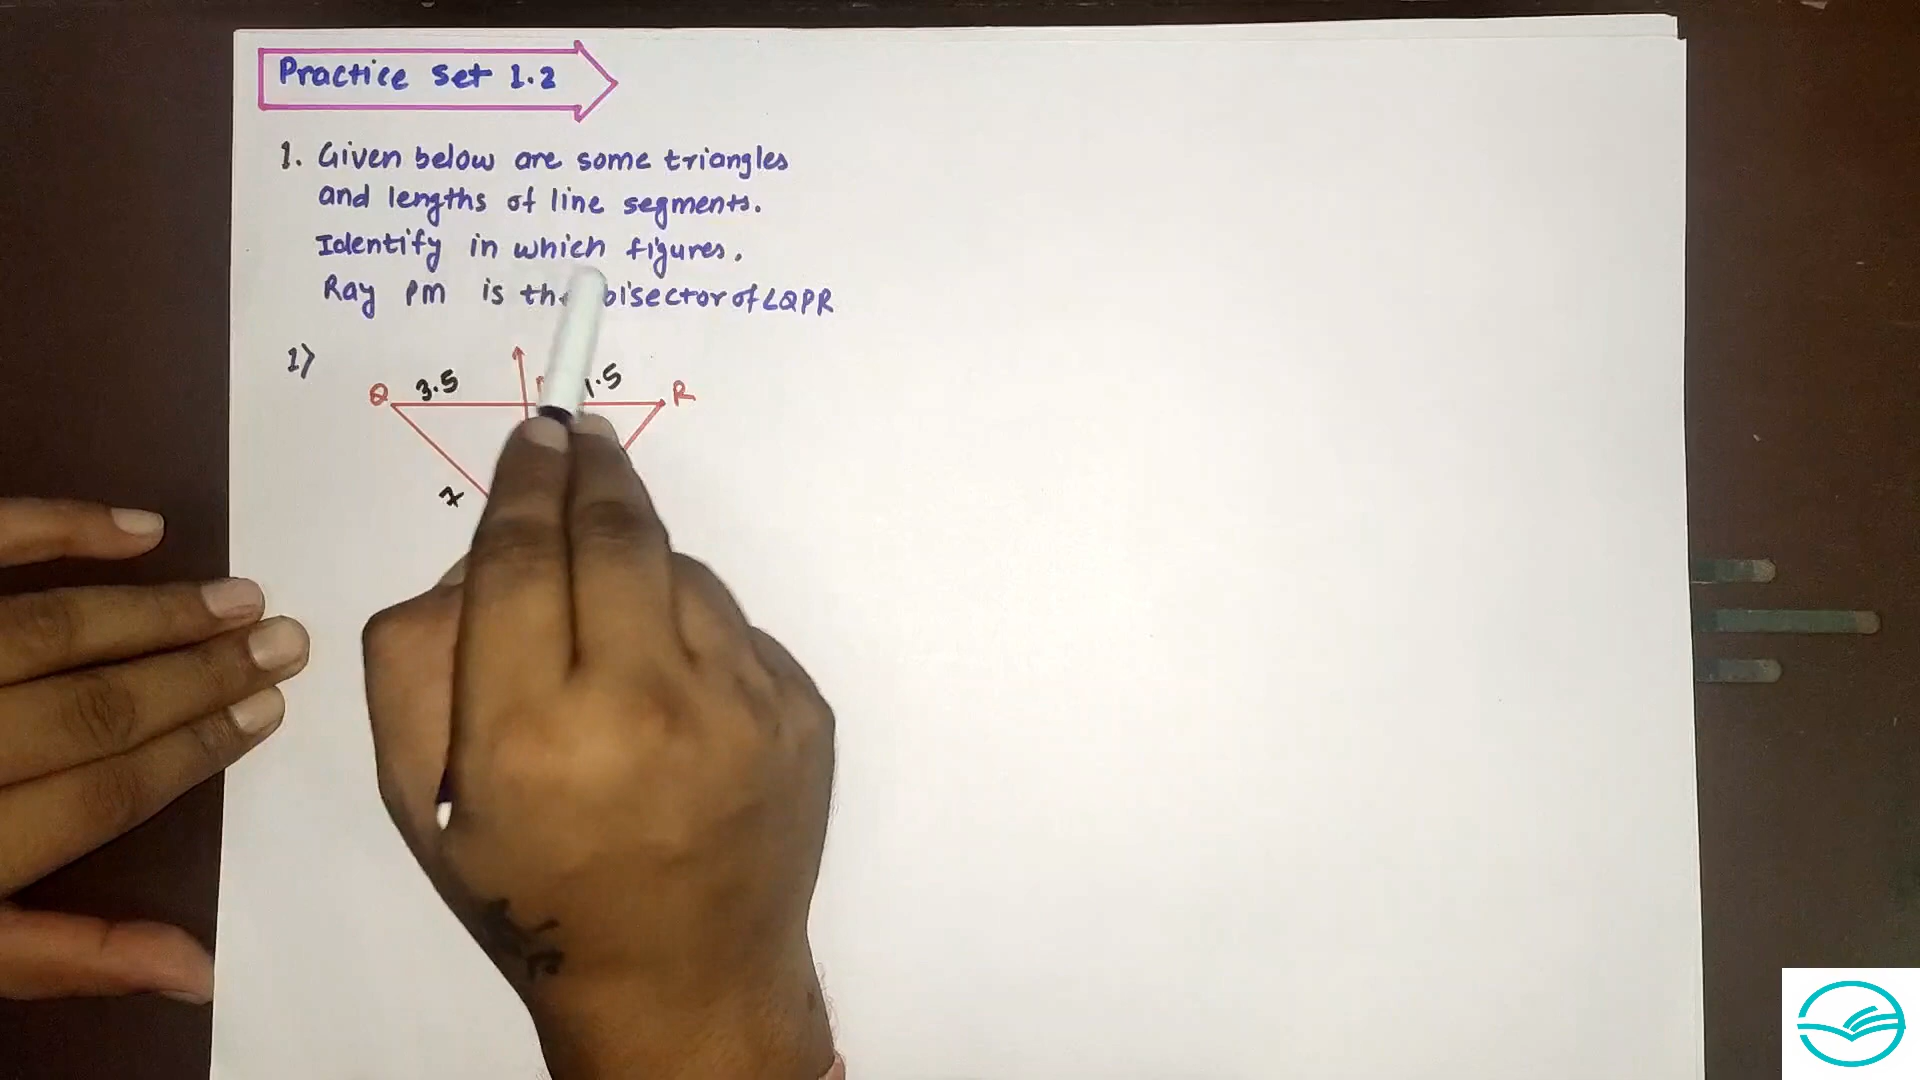 Practice Set 1.2
1. Given below are some triangles
and lengths of line segments.
Identify in which figures.
Ray PM is the bisector of ∠QPR
1)
Q 3.5 1.5 R
7